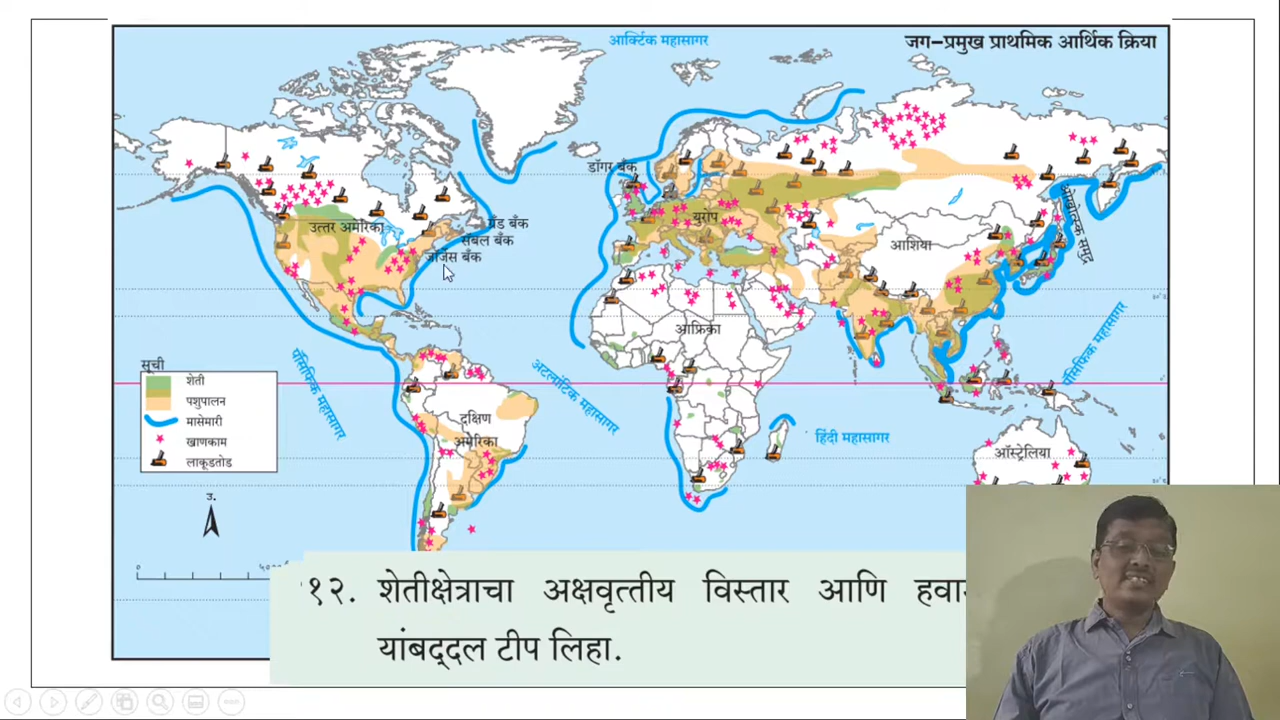 आर्क्टिक महासागर
जग-प्रमुख प्राथमिक आर्थिक क्रिया
डॉगर बँक
उत्तर अमेरिका
ग्रँड बँक
सेबल बँक
जॉर्जेस बँक
युरोप
आशिया
आफ्रिका
पॅसिफिक महासागर
अटलांटिक महासागर
पॅसिफिक महासागर
सूची
शेती
पशुपालन
मासेमारी
खाणकाम
लाकूडतोड
दक्षिण
अमेरिका
हिंदी महासागर
ऑस्ट्रेलिया
उ.
०
१२. शेतीक्षेत्राचा अक्षवृत्तीय विस्तार आणि
यांबद्दल टीप लिहा.